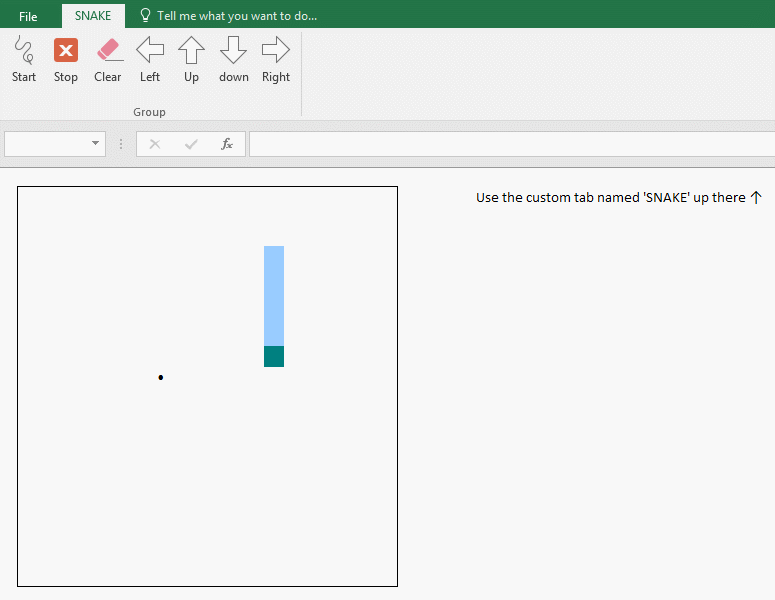 File SNAKE Tell me what you want to do...
Start Stop Clear Left Up down Right
Group
fx
Use the custom tab named 'SNAKE' up there ↑